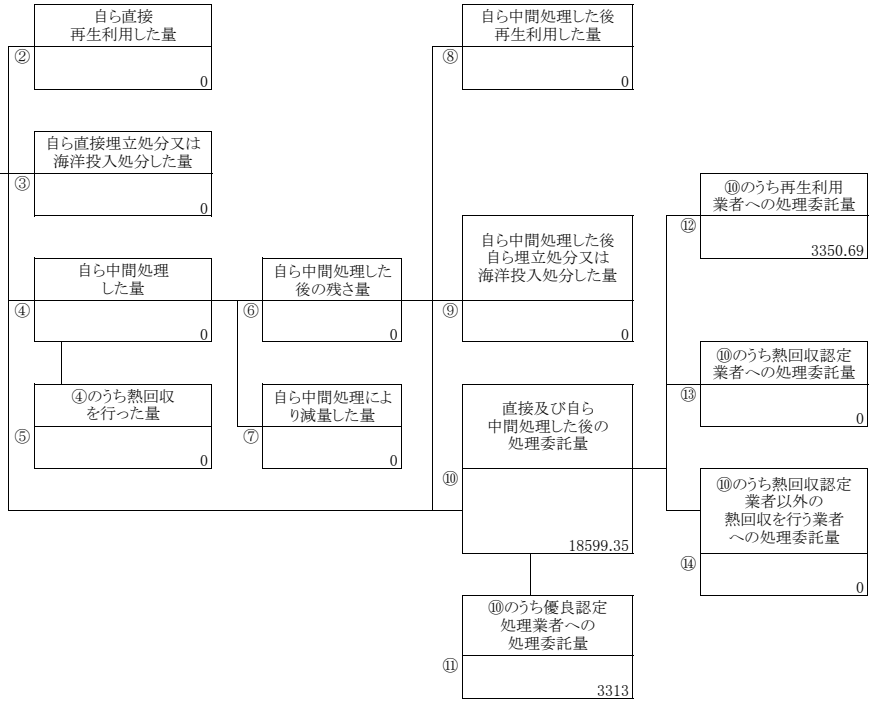 自ら直接
再生利用した量
②
0
自ら直接埋立処分又は
海洋投入処分した量
③
0
自ら中間処理
した量
④
0
④のうち熱回収
を行った量
⑤
0
自ら中間処理した
後の残さ量
⑥
0
自ら中間処理によ
り減量した量
⑦
0
自ら中間処理した後
再生利用した量
⑧
0
自ら中間処理した後
自ら埋立処分又は
海洋投入処分した量
⑨
0
直接及び自ら
中間処理した後の
処理委託量
⑩
18599.35
⑩のうち優良認定
処理業者への
処理委託量
⑪
3313
⑩のうち再生利用
業者への処理委託量
⑫
3350.69
⑩のうち熱回収認定
業者への処理委託量
⑬
0
⑩のうち熱回収認定
業者以外の
熱回収を行う業者
への処理委託量
⑭
0